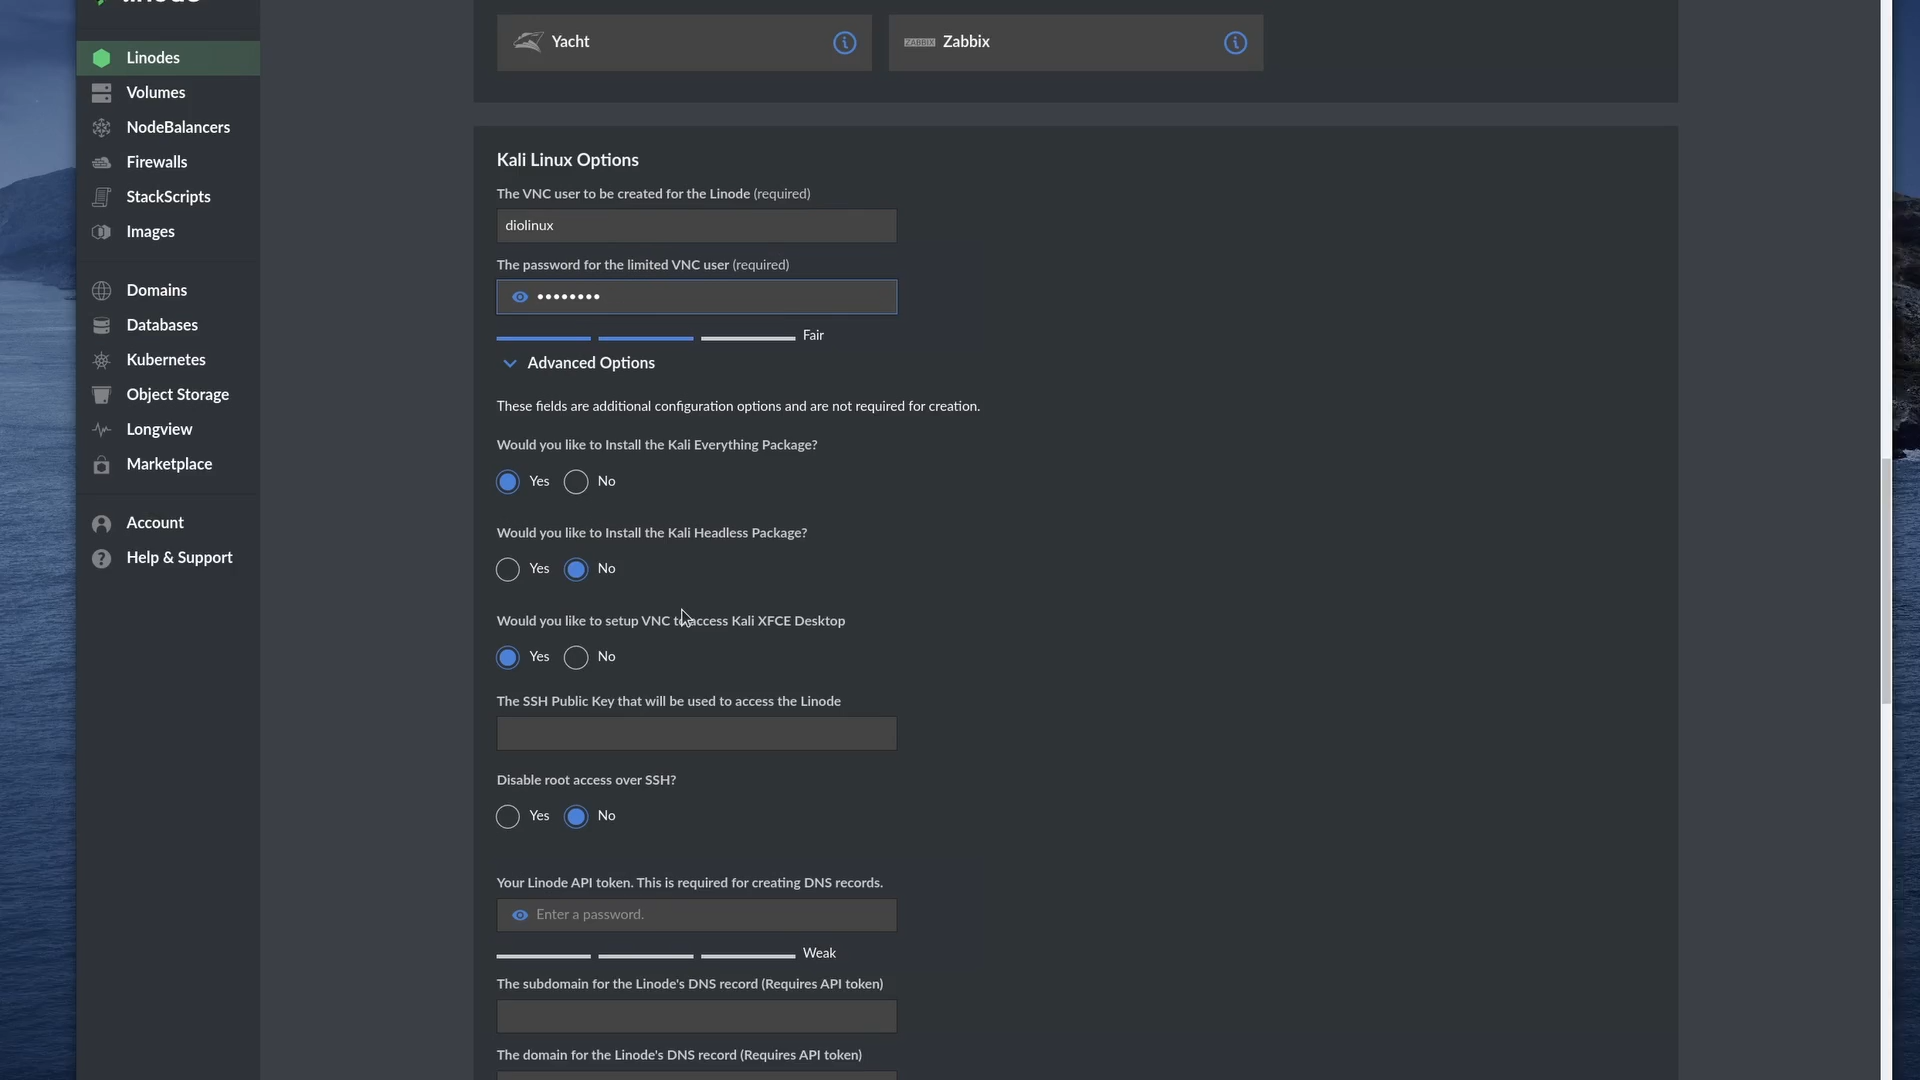 Linodes
Volumes
NodeBalancers
Firewalls
StackScripts
Images
Domains
Databases
Kubernetes
Object Storage
Longview
Marketplace
Account
Help & Support
Yacht
ZABBIX Zabbix
Kali Linux Options
The VNC user to be created for the Linode (required)
diolinux
The password for the limited VNC user (required)
••••••••
Fair
Advanced Options
These fields are additional configuration options and are not required for creation.
Would you like to Install the Kali Everything Package?
Yes No
Would you like to Install the Kali Headless Package?
Yes No
Would you like to setup VNC to access Kali XFCE Desktop
Yes No
The SSH Public Key that will be used to access the Linode
Disable root access over SSH?
Yes No
Your Linode API token. This is required for creating DNS records.
Enter a password.
Weak
The subdomain for the Linode's DNS record (Requires API token)
The domain for the Linode's DNS record (Requires API token)